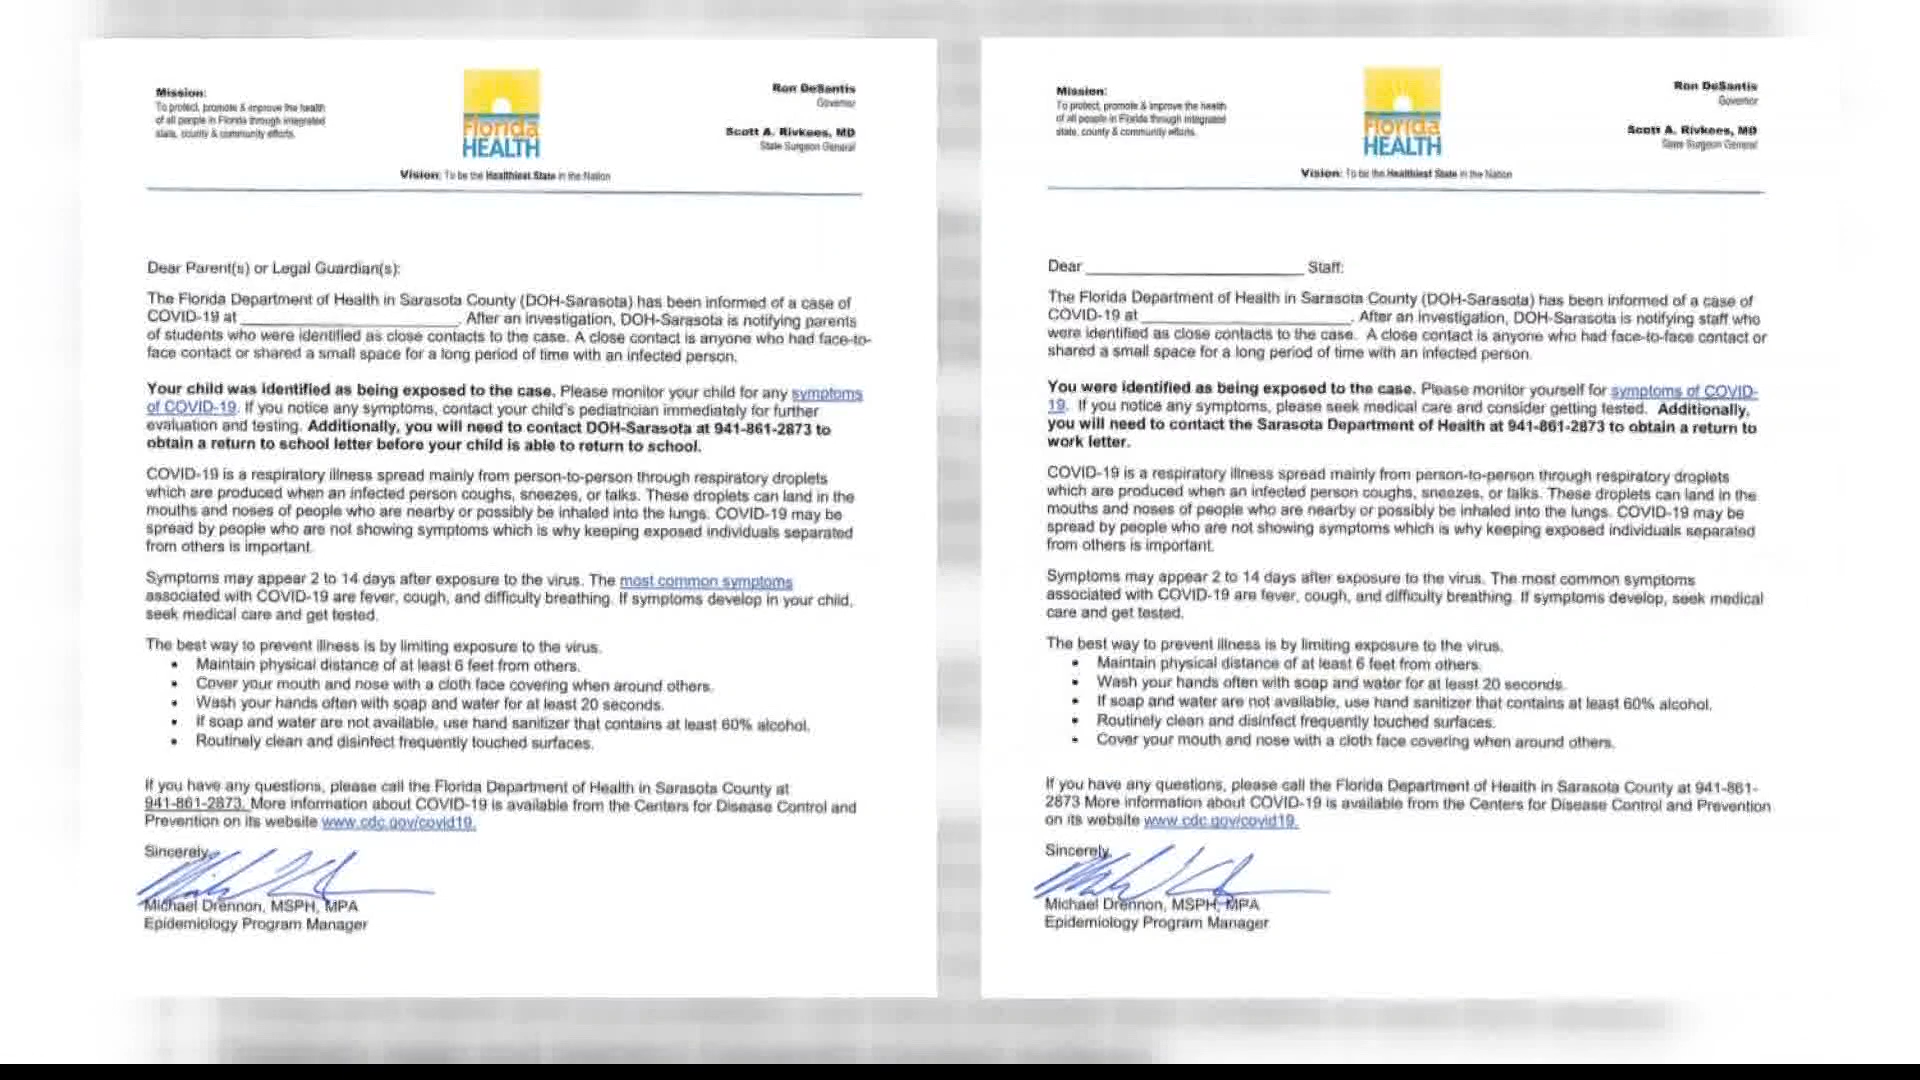 Mission:
To protect, promote & improve the health
of all people in Florida through integrated
state, county & community efforts.
Florida
HEALTH
Ron DeSantis
Governor
Scott A. Rivkees, MD
State Surgeon General
Vision: To be the Healthiest State in the Nation
Dear Parent(s) or Legal Guardian(s):
The Florida Department of Health in Sarasota County (DOH-Sarasota) has been informed of a case of
COVID-19 at ____________________. After an investigation, DOH-Sarasota is notifying parents
of students who were identified as close contacts to the case. A close contact is anyone who had face-to-
face contact or shared a small space for a long period of time with an infected person.
Your child was identified as being exposed to the case. Please monitor your child for any symptoms
of COVID-19. If you notice any symptoms, contact your child's pediatrician immediately for further
evaluation and testing. Additionally, you will need to contact DOH-Sarasota at 941-861-2873 to
obtain a return to school letter before your child is able to return to school.
COVID-19 is a respiratory illness spread mainly from person-to-person through respiratory droplets
which are produced when an infected person coughs, sneezes, or talks. These droplets can land in the
mouths and noses of people who are nearby or possibly be inhaled into the lungs. COVID-19 may be
spread by people who are not showing symptoms which is why keeping exposed individuals separated
from others is important.
Symptoms may appear 2 to 14 days after exposure to the virus. The most common symptoms
associated with COVID-19 are fever, cough, and difficulty breathing. If symptoms develop in your child,
seek medical care and get tested.
The best way to prevent illness is by limiting exposure to the virus.
• Maintain physical distance of at least 6 feet from others.
• Cover your mouth and nose with a cloth face covering when around others.
• Wash your hands often with soap and water for at least 20 seconds.
• If soap and water are not available, use hand sanitizer that contains at least 60% alcohol.
• Routinely clean and disinfect frequently touched surfaces.
If you have any questions, please call the Florida Department of Health in Sarasota County at
941-861-2873. More information about COVID-19 is available from the Centers for Disease Control and
Prevention on its website www.cdc.gov/covid19.
Sincerely,
Michael Drennon, MSPH, MPA
Epidemiology Program Manager
Mission:
To protect, promote & improve the health
of all people in Florida through integrated
state, county & community efforts.
Florida
HEALTH
Ron DeSantis
Governor
Scott A. Rivkees, MD
State Surgeon General
Vision: To be the Healthiest State in the Nation
Dear ____________________ Staff:
The Florida Department of Health in Sarasota County (DOH-Sarasota) has been informed of a case of
COVID-19 at ____________________. After an investigation, DOH-Sarasota is notifying staff who
were identified as close contacts to the case. A close contact is anyone who had face-to-face contact or
shared a small space for a long period of time with an infected person.
You were identified as being exposed to the case. Please monitor yourself for symptoms of COVID-
19. If you notice any symptoms, please seek medical care and consider getting tested. Additionally,
you will need to contact the Sarasota Department of Health at 941-861-2873 to obtain a return to
work letter.
COVID-19 is a respiratory illness spread mainly from person-to-person through respiratory droplets
which are produced when an infected person coughs, sneezes, or talks. These droplets can land in the
mouths and noses of people who are nearby or possibly be inhaled into the lungs. COVID-19 may be
spread by people who are not showing symptoms which is why keeping exposed individuals separated
from others is important.
Symptoms may appear 2 to 14 days after exposure to the virus. The most common symptoms
associated with COVID-19 are fever, cough, and difficulty breathing. If symptoms develop, seek medical
care and get tested.
The best way to prevent illness is by limiting exposure to the virus.
• Maintain physical distance of at least 6 feet from others.
• Wash your hands often with soap and water for at least 20 seconds.
• If soap and water are not available, use hand sanitizer that contains at least 60% alcohol.
• Routinely clean and disinfect frequently touched surfaces.
• Cover your mouth and nose with a cloth face covering when around others.
If you have any questions, please call the Florida Department of Health in Sarasota County at 941-861-
2873 More information about COVID-19 is available from the Centers for Disease Control and Prevention
on its website www.cdc.gov/covid19.
Sincerely,
Michael Drennon, MSPH, MPA
Epidemiology Program Manager